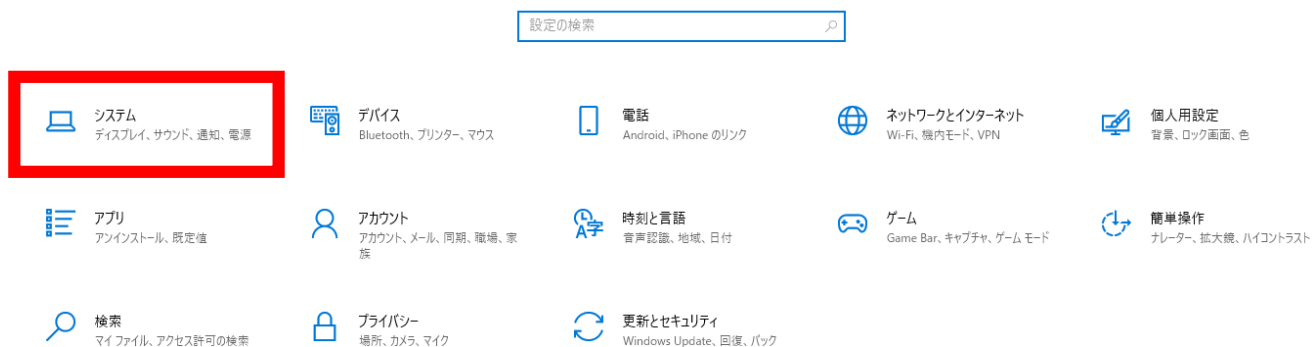 設定の検索
システム
ディスプレイ、サウンド、通知、電源
デバイス
Bluetooth、プリンター、マウス
電話
Android、iPhone のリンク
ネットワークとインターネット
Wi-Fi、機内モード、VPN
個人用設定
背景、ロック画面、色
アプリ
アンインストール、既定値
アカウント
アカウント、メール、同期、職場、家
族
時刻と言語
音声認識、地域、日付
ゲーム
Game Bar、キャプチャ、ゲーム モード
簡単操作
ナレーター、拡大鏡、ハイコントラスト
検索
マイ ファイル、アクセス許可の検索
プライバシー
場所、カメラ、マイク
更新とセキュリティ
Windows Update、回復、バック